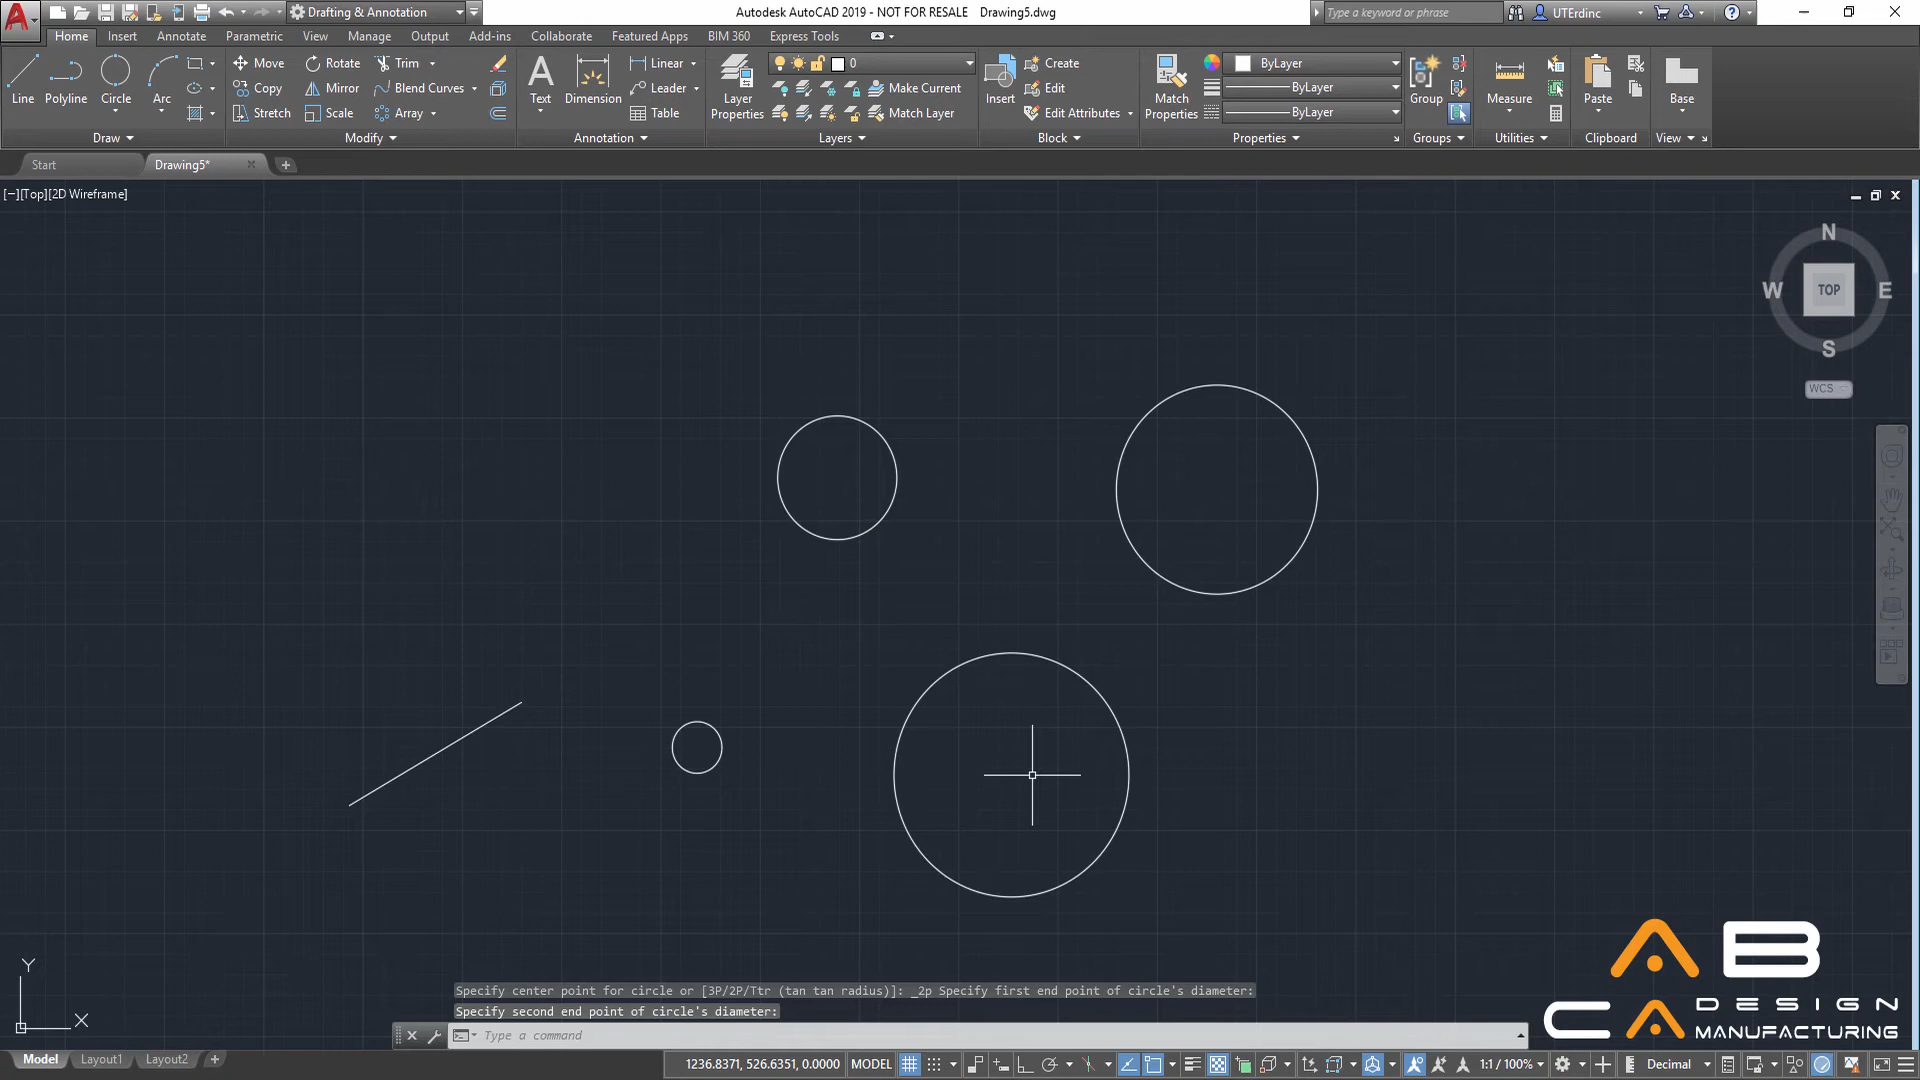 Drafting & Annotation
Autodesk AutoCAD 2019 - NOT FOR RESALE Drawing5.dwg
Type a keyword or phrase
UTErdinc
Home Insert Annotate Parametric View Manage Output Add-ins Collaborate Featured Apps BIM 360 Express Tools
Line Polyline Circle Arc
Draw
Move Rotate Trim
Copy Mirror Blend Curves
Stretch Scale Array
Modify
Text Dimension
Linear
Leader
Table
Annotation
Layer
Properties
0
Make Current
Match Layer
Layers
Insert
Create
Edit
Edit Attributes
Block
Match
Properties
ByLayer
ByLayer
ByLayer
Properties
Group
Groups
Measure
Utilities
Paste
Clipboard
Base
View
Start Drawing5*
[−][Top][2D Wireframe]
N
W TOP E
S
WCS
Y
X
Specify center point for circle or [3P/2P/Ttr (tan tan radius)]: _2p Specify first end point of circle's diameter:
Specify second end point of circle's diameter:
Type a command
Model Layout1 Layout2
1236.8371, 526.6351, 0.0000 MODEL
1:1 / 100%
Decimal
AB
CA DESIGN
MANUFACTURING